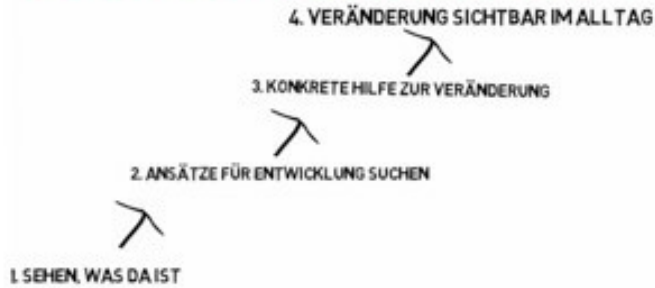 4. VERÄNDERUNG SICHTBAR IM ALLTAG
3. KONKRETE HILFE ZUR VERÄNDERUNG
2. ANSÄTZE FÜR ENTWICKLUNG SUCHEN
1. SEHEN, WAS DA IST